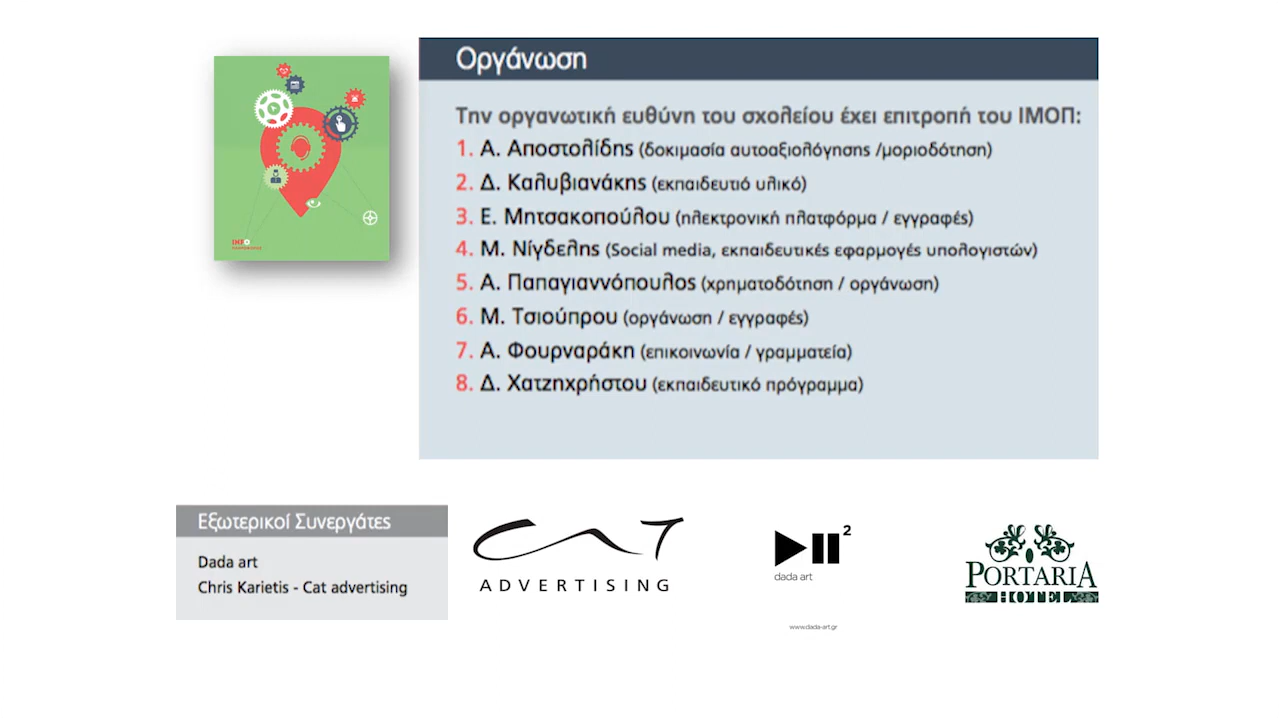 Οργάνωση
Την οργανωτική ευθύνη του σχολείου έχει επιτροπή του ΙΜΟΠ:
1. Α. Αποστολίδης (δοκιμασία αυτοαξιολόγησης /μοριοδότηση)
2. Δ. Καλυβιανάκης (εκπαιδευτιό υλικό)
3. Ε. Μητσακοπούλου (ηλεκτρονική πλατφόρμα / εγγραφές)
4. Μ. Νίγδελης (Social media, εκπαιδευτικές εφαρμογές υπολογιστών)
5. Α. Παπαγιαννόπουλος (χρηματοδότηση / οργάνωση)
6. Μ. Τσιούπρου (οργάνωση / εγγραφές)
7. Α. Φουρναράκη (επικοινωνία / γραμματεία)
8. Δ. Χατζηχρήστου (εκπαιδευτικό πρόγραμμα)
Εξωτερικοί Συνεργάτες
Dada art
Chris Karietis - Cat advertising
CAT
ADVERTISING
2
dada art
www.dada-art.gr
PORTARIA
HOTEL